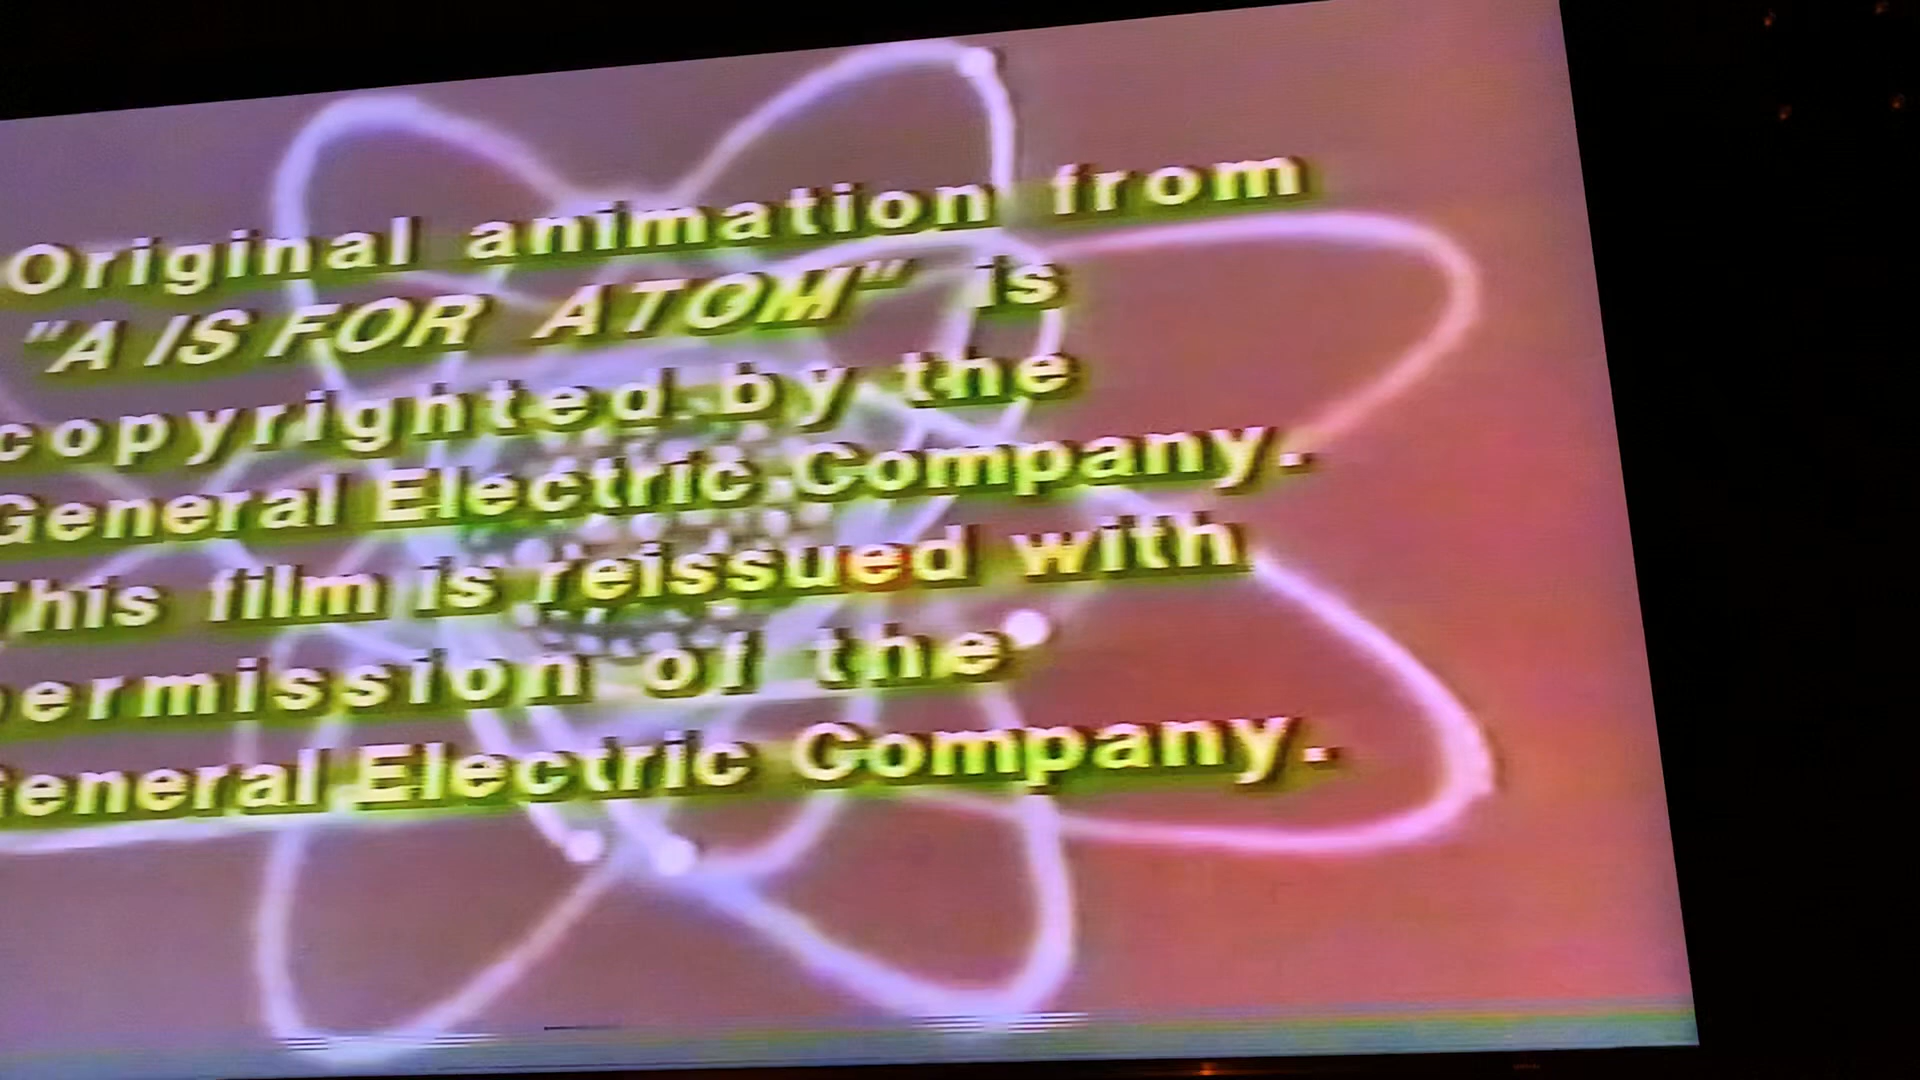 Original animation from
"A IS FOR ATOM" is
copyrighted by the
General Electric Company.
This film is reissued with
permission of the
General Electric Company.